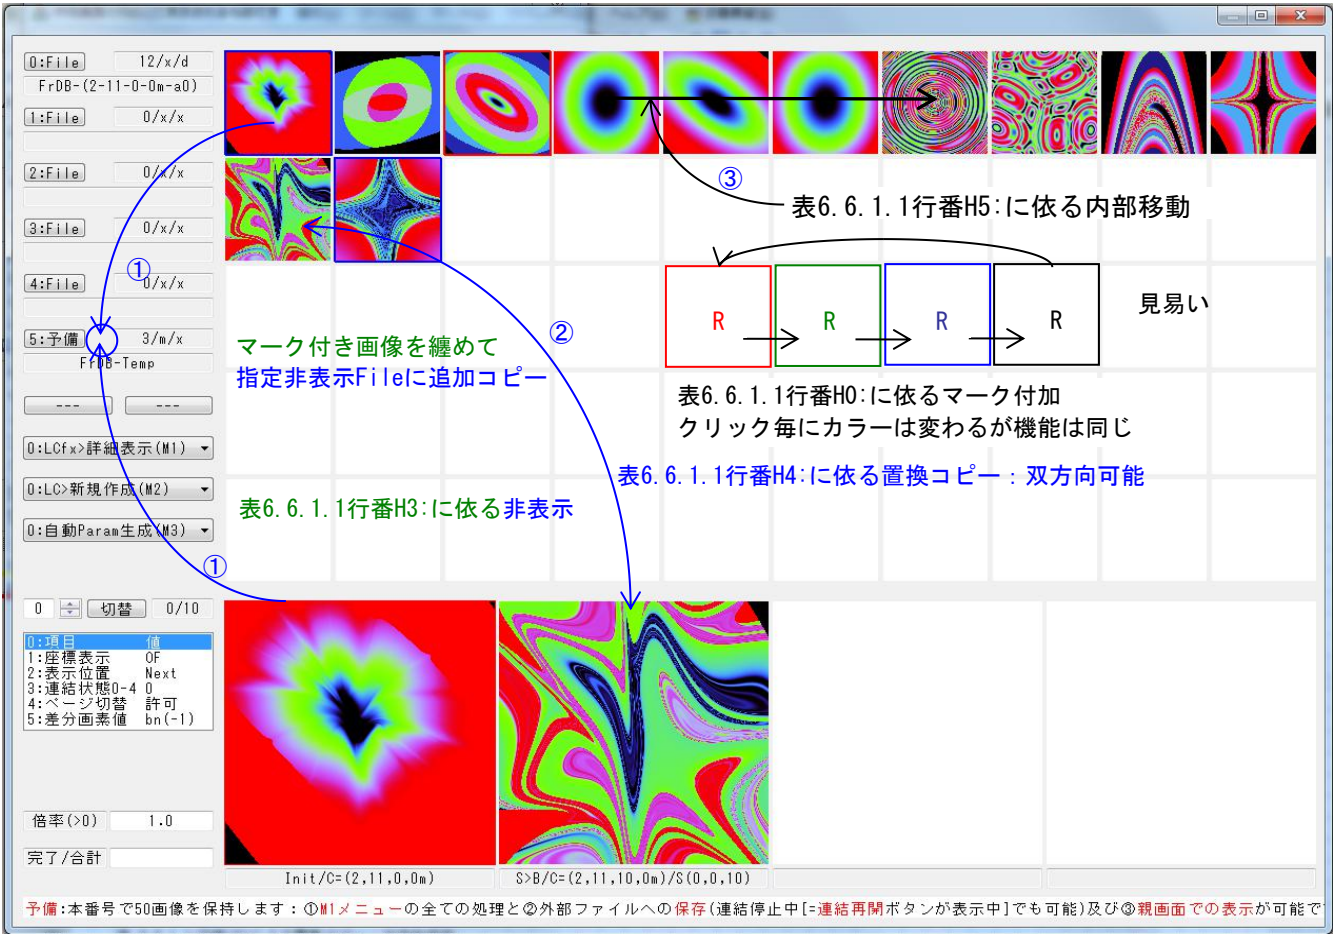 0:File 12/x/d
FrDB-(2-11-0-0m-a0)
1:File 0/x/x
2:File 0/x/x
3:File 0/x/x
4:File 0/x/x
5:予備 3/m/x
FrDB-Temp
--- ---
0:LCfx>詳細表示(M1)
0:LC>新規作成(M2)
0:自動Param生成(M3)
0 切替 0/10
0:項目 値
1:座標表示 OF
2:表示位置 Next
3:連結状態0-4 0
4:ページ切替 許可
5:差分画素値 bn(-1)
倍率(>0) 1.0
完了/合計
①
①
②
③
表6.6.1.1行番H5:に依る内部移動
R R R R
見易い
マーク付き画像を纏めて
指定非表示Fileに追加コピー
表6.6.1.1行番H0:に依るマーク付加
クリック毎にカラーは変わるが機能は同じ
表6.6.1.1行番H4:に依る置換コピー：双方向可能
表6.6.1.1行番H3:に依る非表示
Init/C=(2,11,0,0m)
S>B/C=(2,11,10,0m)/S(0,0,10)
予備:本番号で50画像を保持します：①M1メニューの全ての処理と②外部ファイルへの保存(連結停止中[=連結再開ボタンが表示中]でも可能)及び③親画面での表示が可能で